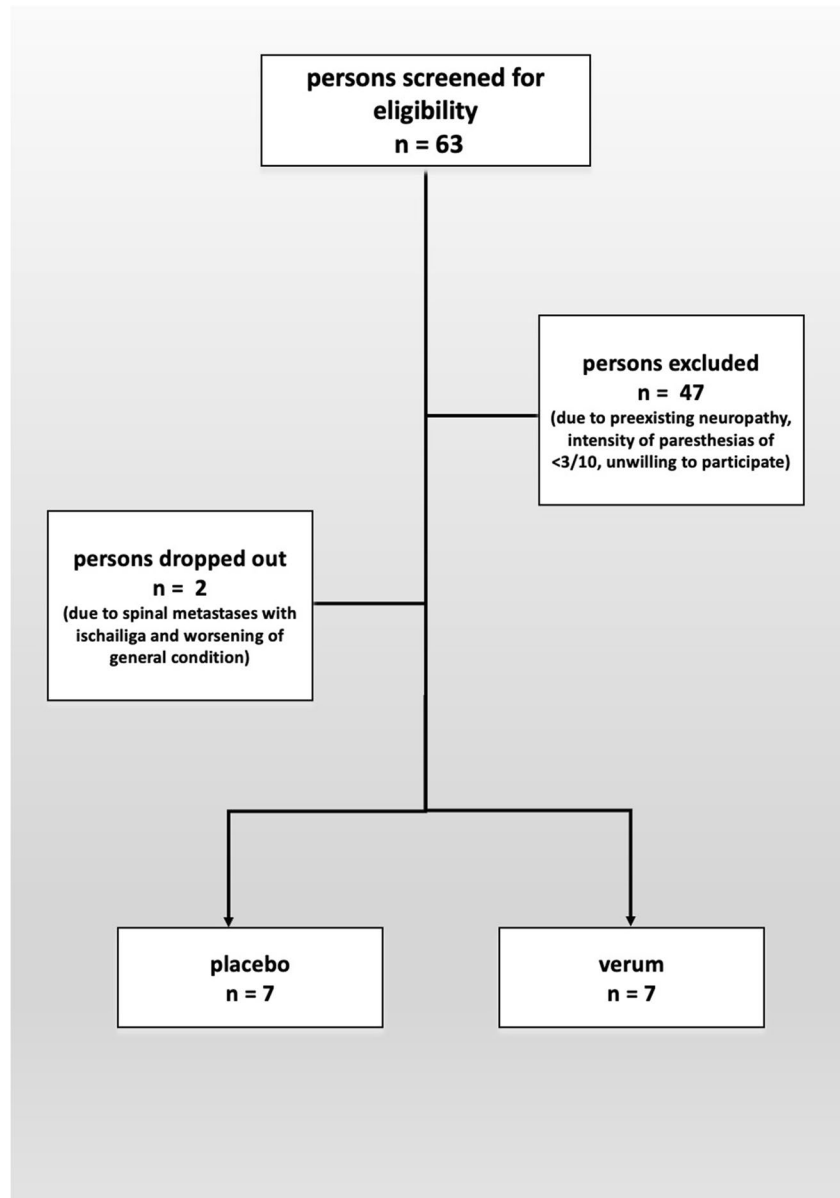 persons screened for
eligibility
n = 63
persons excluded
n = 47
(due to preexisting neuropathy,
intensity of paresthesias of
<3/10, unwilling to participate)
persons dropped out
n = 2
(due to spinal metastases with
ischailiga and worsening of
general condition)
placebo
n = 7
verum
n = 7